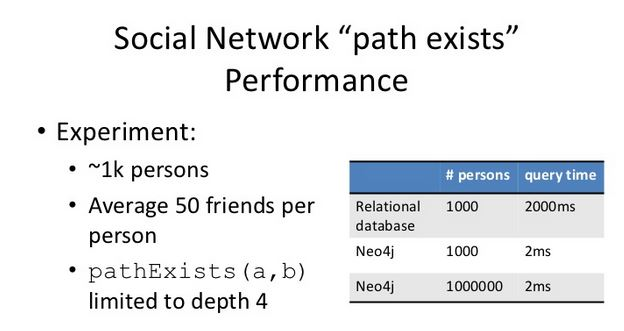 Social Network “path exists”
Performance
• Experiment:
• ~1k persons
• Average 50 friends per
person
• pathExists(a,b)
limited to depth 4
# persons query time
Relational database 1000 2000ms
Neo4j 1000 2ms
Neo4j 1000000 2ms